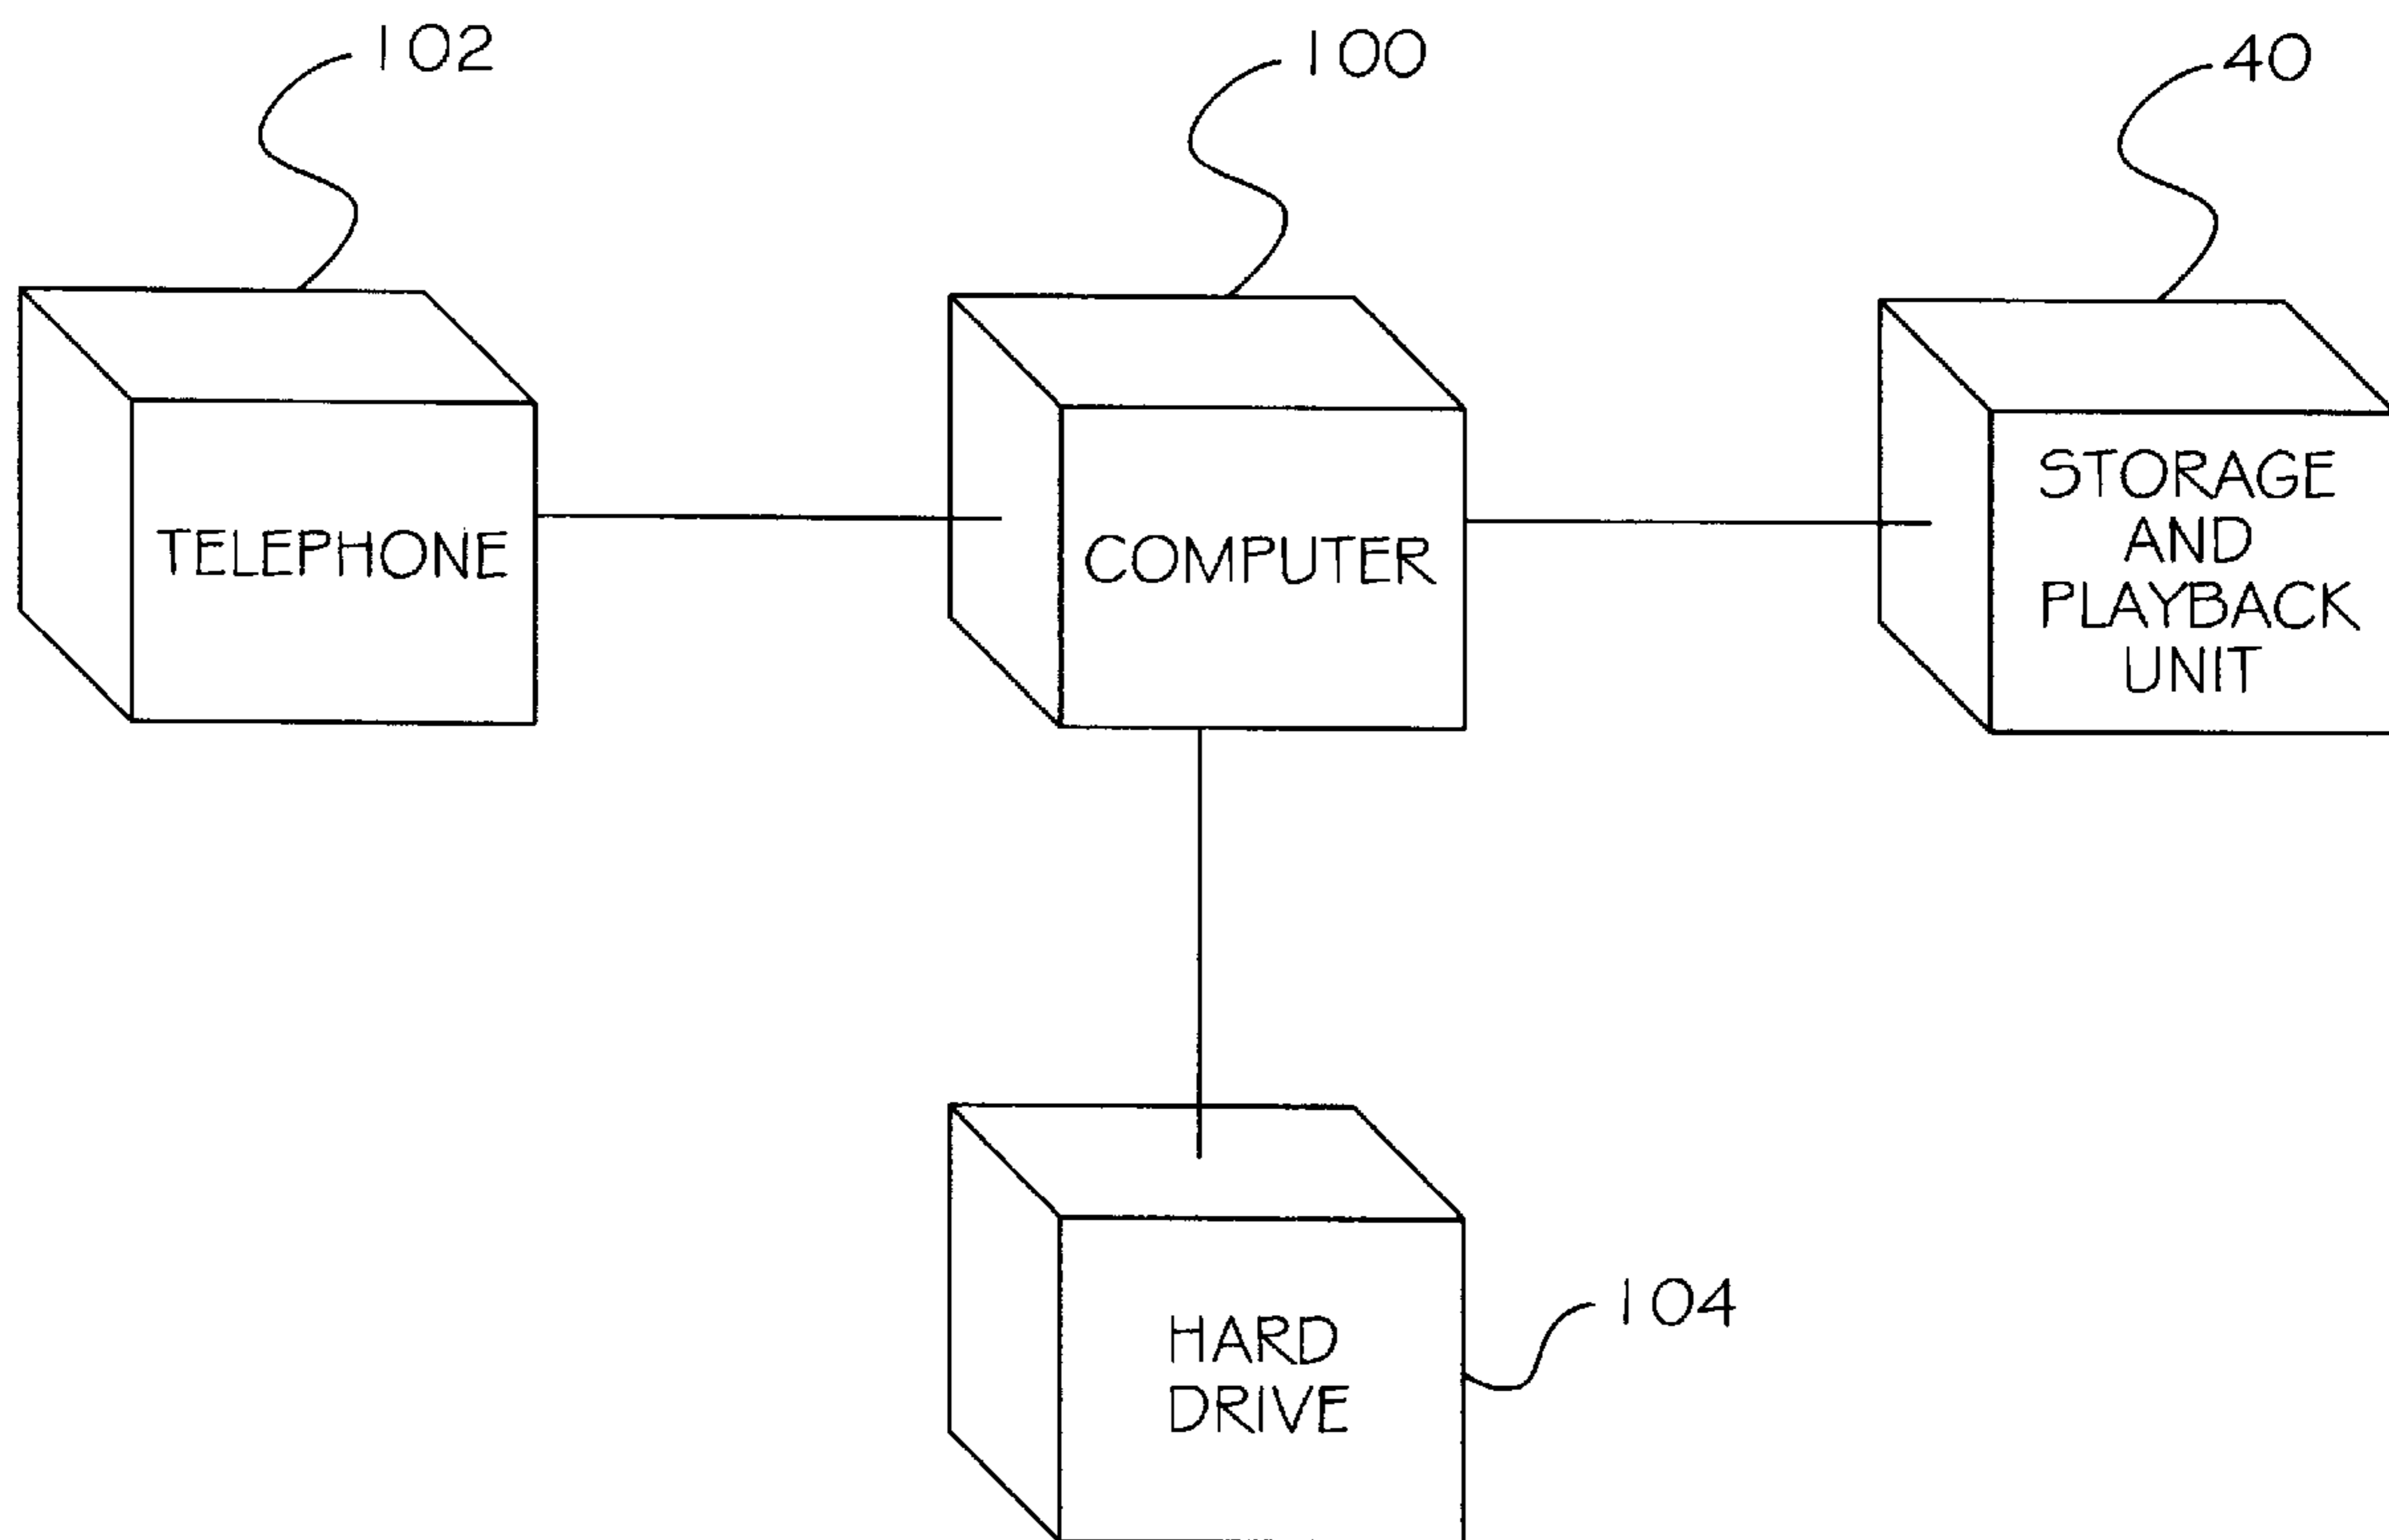 102
100
40
TELEPHONE
COMPUTER
STORAGE
AND
PLAYBACK
UNIT
104
HARD
DRIVE